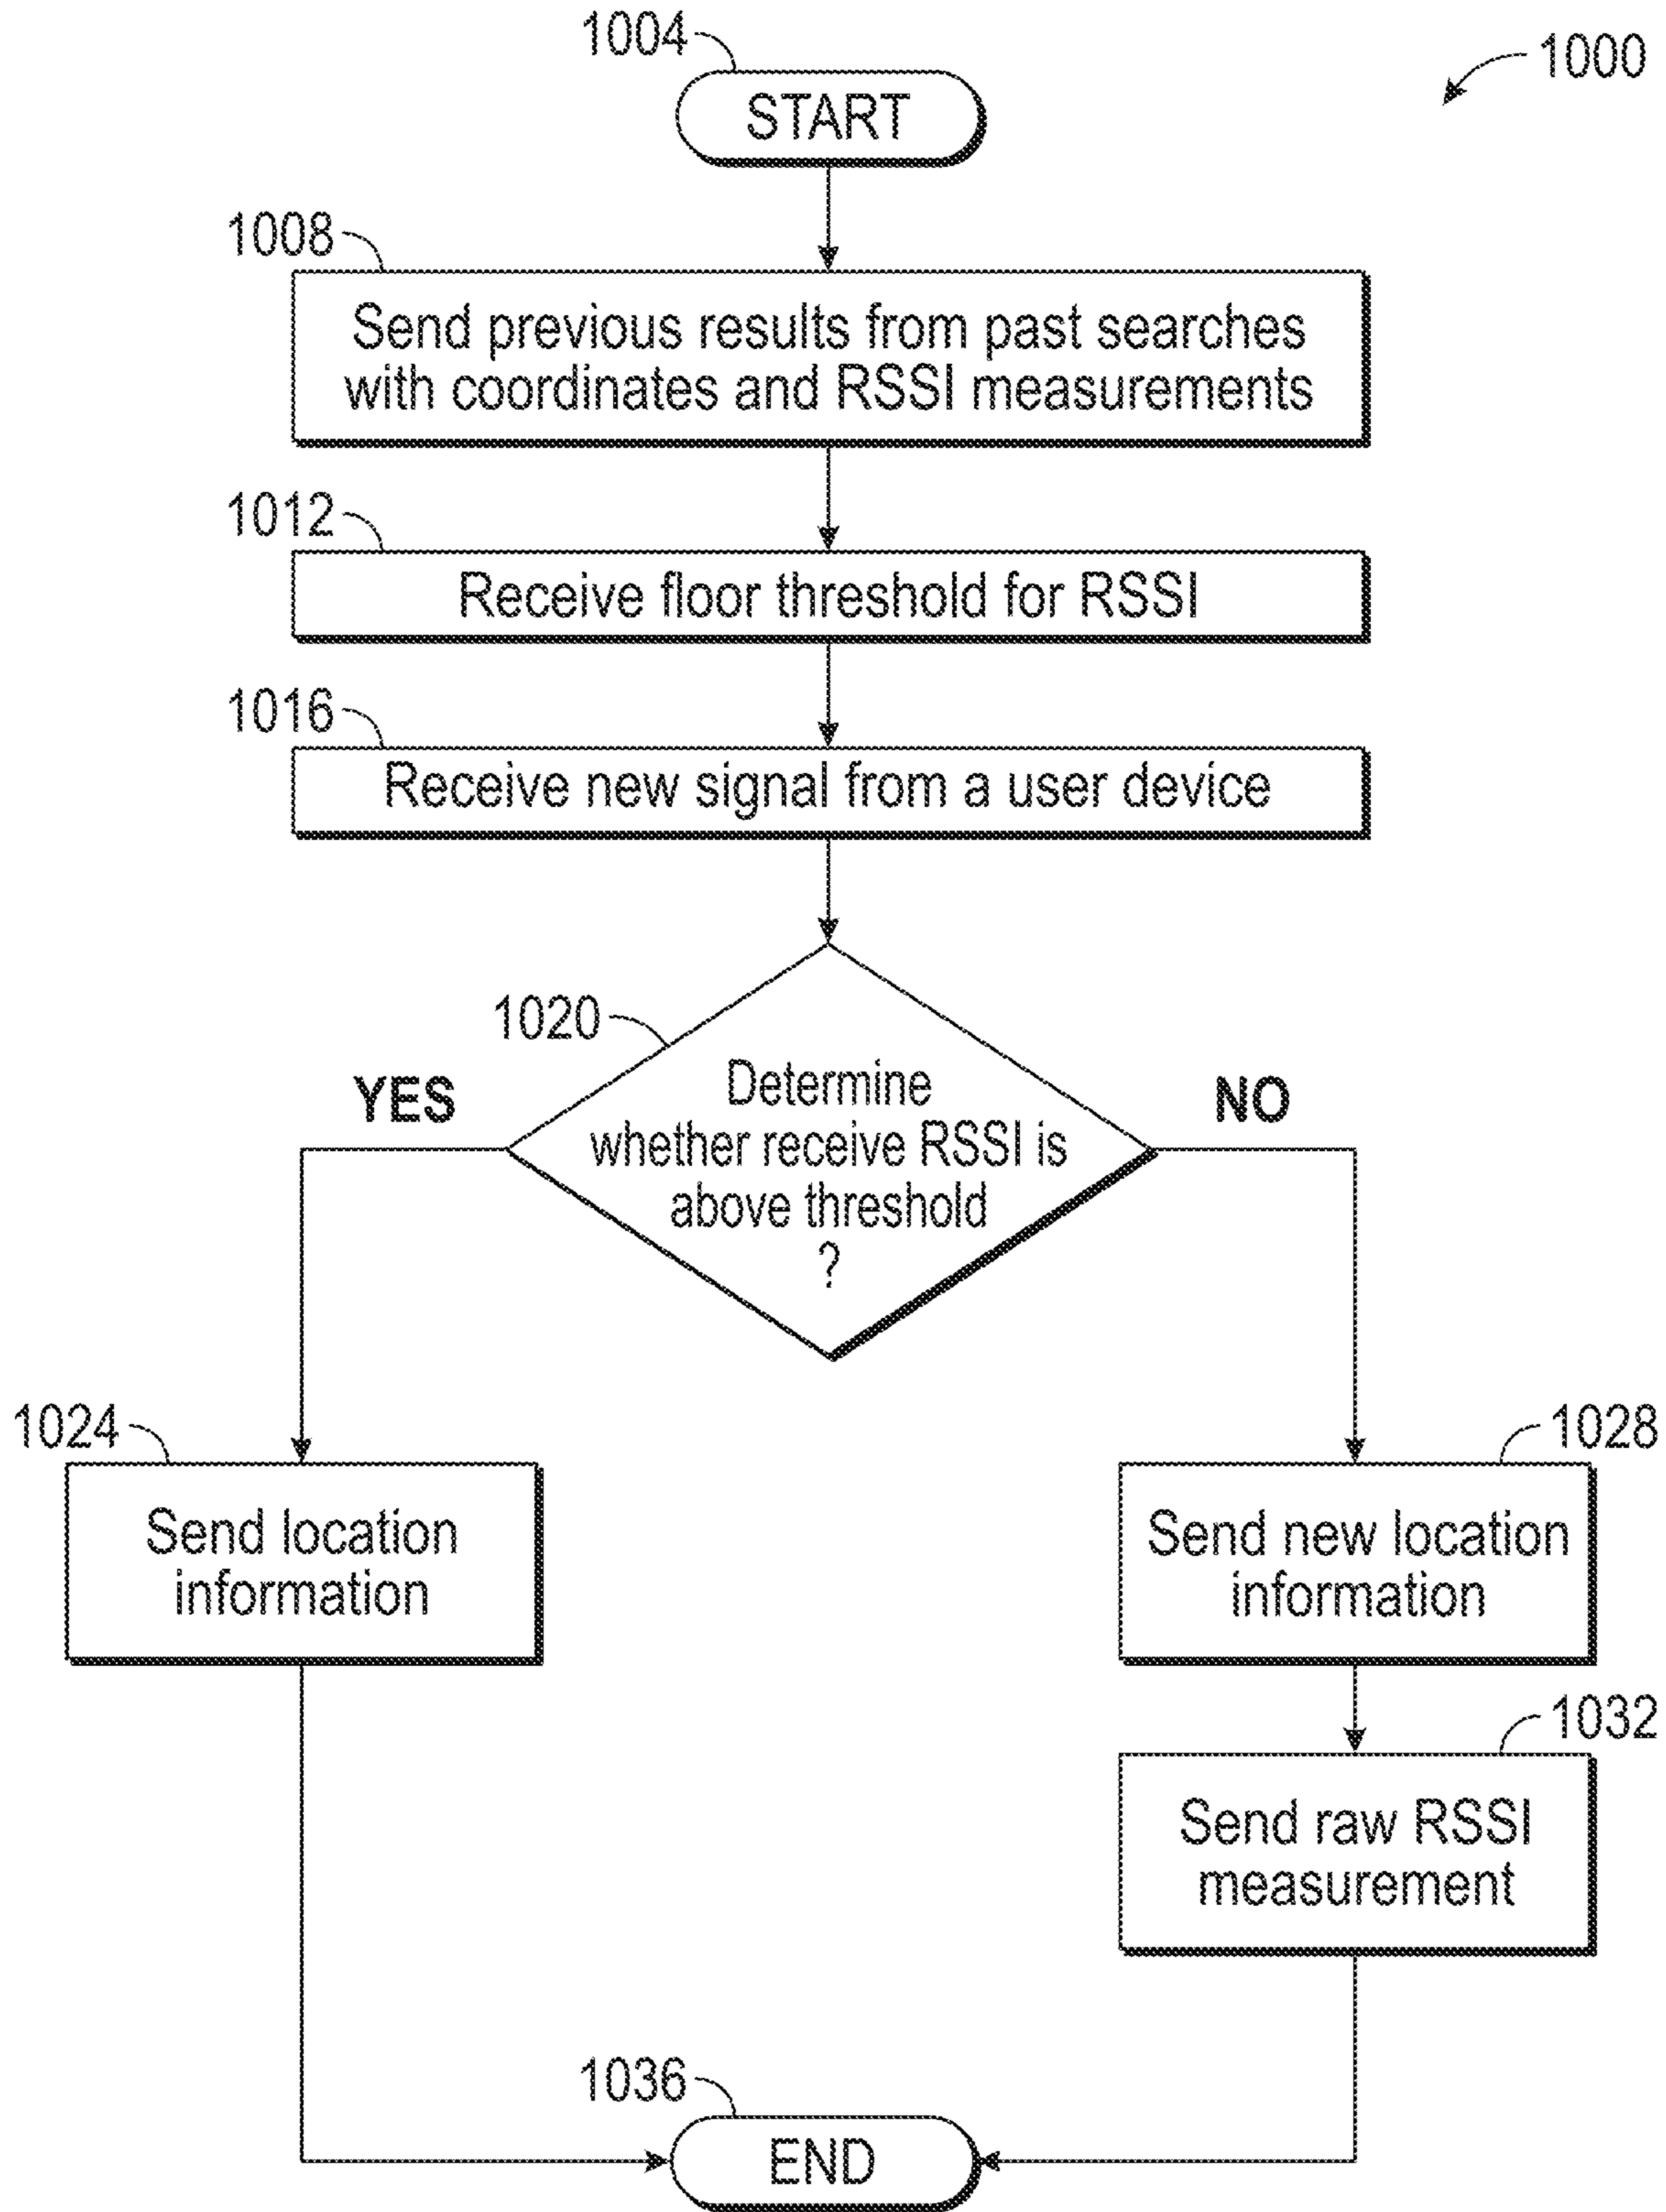 1004
1000
START
1008
Send previous results from past searches
with coordinates and RSSI measurements
1012
Receive floor threshold for RSSI
1016
Receive new signal from a user device
1020
YES
NO
Determine
whether receive RSSI is
above threshold
?
1024
1028
Send location
information
Send new location
information
1032
Send raw RSSI
measurement
1036
END